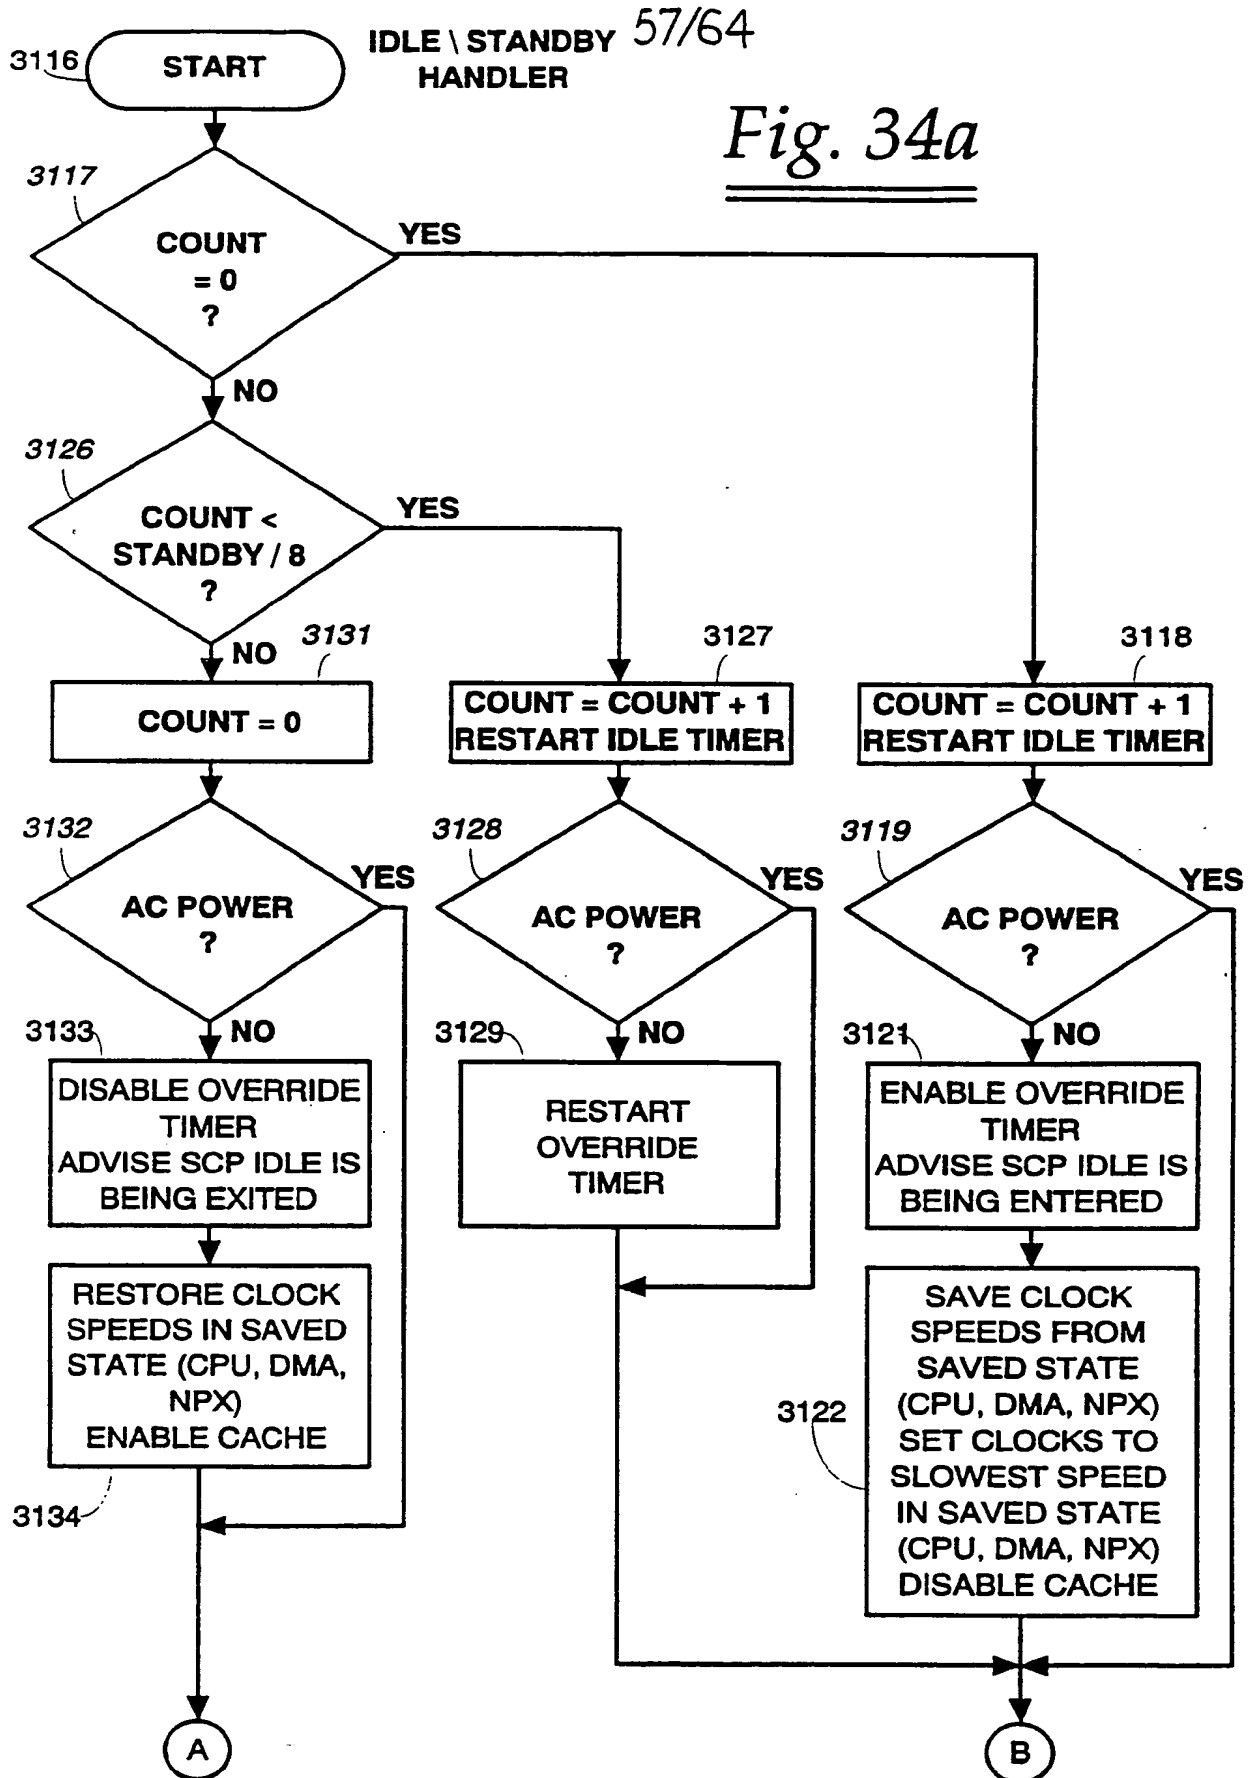 57/64
IDLE \ STANDBY
HANDLER
Fig. 34a
3116
START
3117
COUNT
= 0
?
YES
NO
3126
COUNT <
STANDBY / 8
?
YES
NO
3131
COUNT = 0
3127
COUNT = COUNT + 1
RESTART IDLE TIMER
3118
COUNT = COUNT + 1
RESTART IDLE TIMER
3132
AC POWER
?
YES
NO
3128
AC POWER
?
YES
NO
3119
AC POWER
?
YES
NO
3133
DISABLE OVERRIDE
TIMER
ADVISE SCP IDLE IS
BEING EXITED
3129
RESTART
OVERRIDE
TIMER
3121
ENABLE OVERRIDE
TIMER
ADVISE SCP IDLE IS
BEING ENTERED
RESTORE CLOCK
SPEEDS IN SAVED
STATE (CPU, DMA,
NPX)
ENABLE CACHE
3134
3122
SAVE CLOCK
SPEEDS FROM
SAVED STATE
(CPU, DMA, NPX)
SET CLOCKS TO
SLOWEST SPEED
IN SAVED STATE
(CPU, DMA, NPX)
DISABLE CACHE
A
B